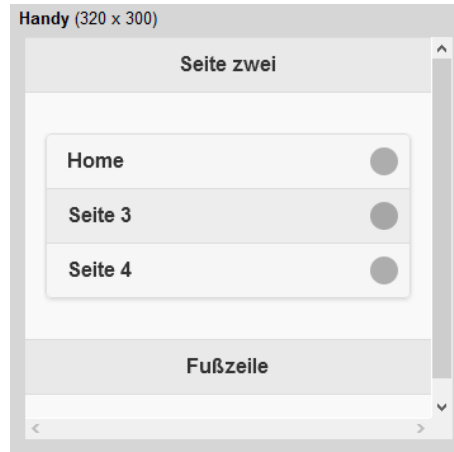 Handy (320 x 300)
Seite zwei
Home
Seite 3
Seite 4
Fußzeile